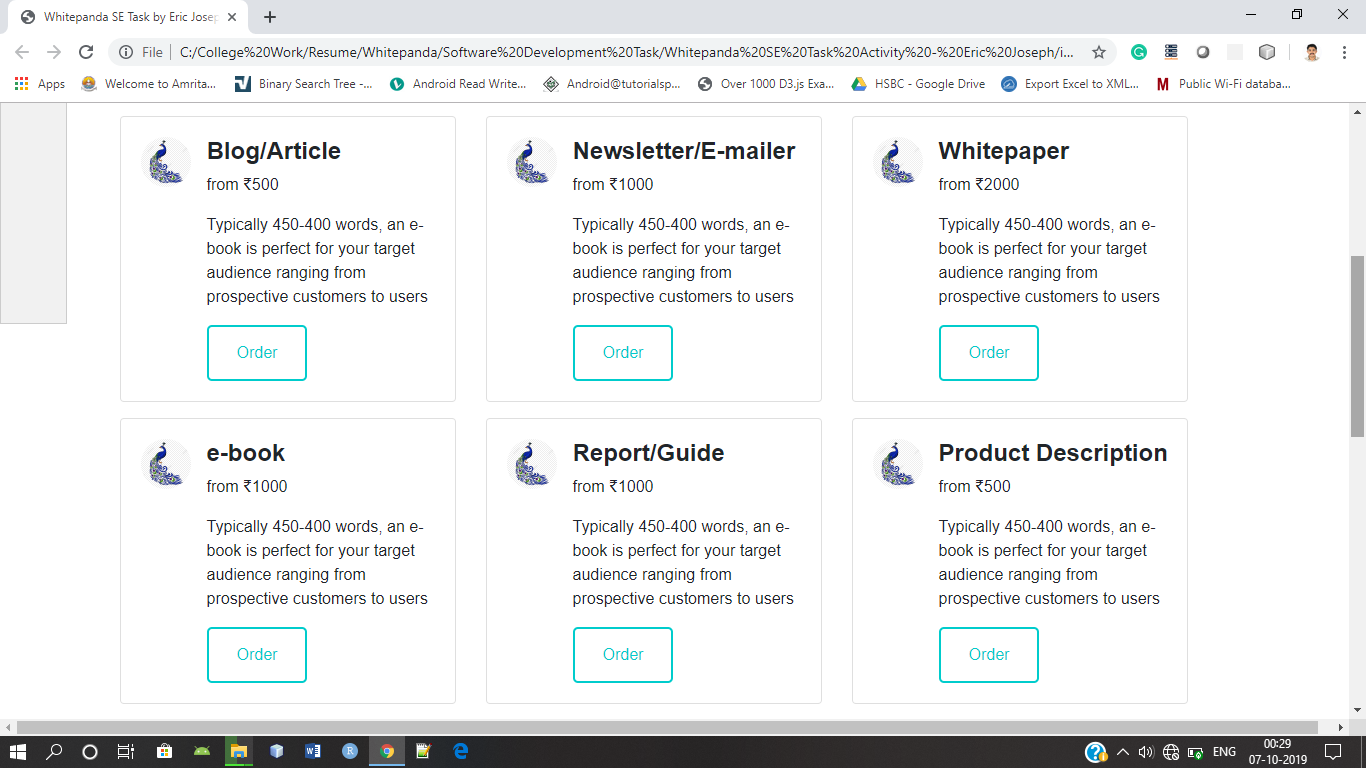 Whitepanda SE Task by Eric Josep
File
C:/College%20Work/Resume/Whitepanda/Software%20Development%20Task/Whitepanda%20SE%20Task%20Activity%20-%20Eric%20Joseph/i...
Apps
Welcome to Amrita...
Binary Search Tree -...
Android Read Write...
Android@tutorialsp...
Over 1000 D3.js Exa...
HSBC - Google Drive
Export Excel to XML...
Public Wi-Fi databa...
Blog/Article
from ₹500
Typically 450-400 words, an e-
book is perfect for your target
audience ranging from
prospective customers to users
Order
Newsletter/E-mailer
from ₹1000
Typically 450-400 words, an e-
book is perfect for your target
audience ranging from
prospective customers to users
Order
Whitepaper
from ₹2000
Typically 450-400 words, an e-
book is perfect for your target
audience ranging from
prospective customers to users
Order
e-book
from ₹1000
Typically 450-400 words, an e-
book is perfect for your target
audience ranging from
prospective customers to users
Order
Report/Guide
from ₹1000
Typically 450-400 words, an e-
book is perfect for your target
audience ranging from
prospective customers to users
Order
Product Description
from ₹500
Typically 450-400 words, an e-
book is perfect for your target
audience ranging from
prospective customers to users
Order
ENG
00:29
07-10-2019